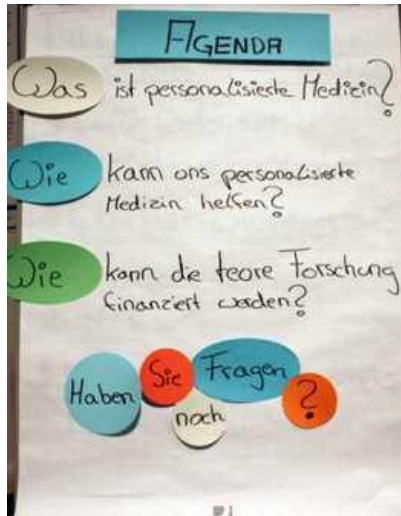 AGENDA
Was ist personalisierte Medizin?
Wie kann uns personalisierte
Medizin helfen?
Wie kann die teore Forschung
finanziert werden?
Haben Sie Fragen
noch ?